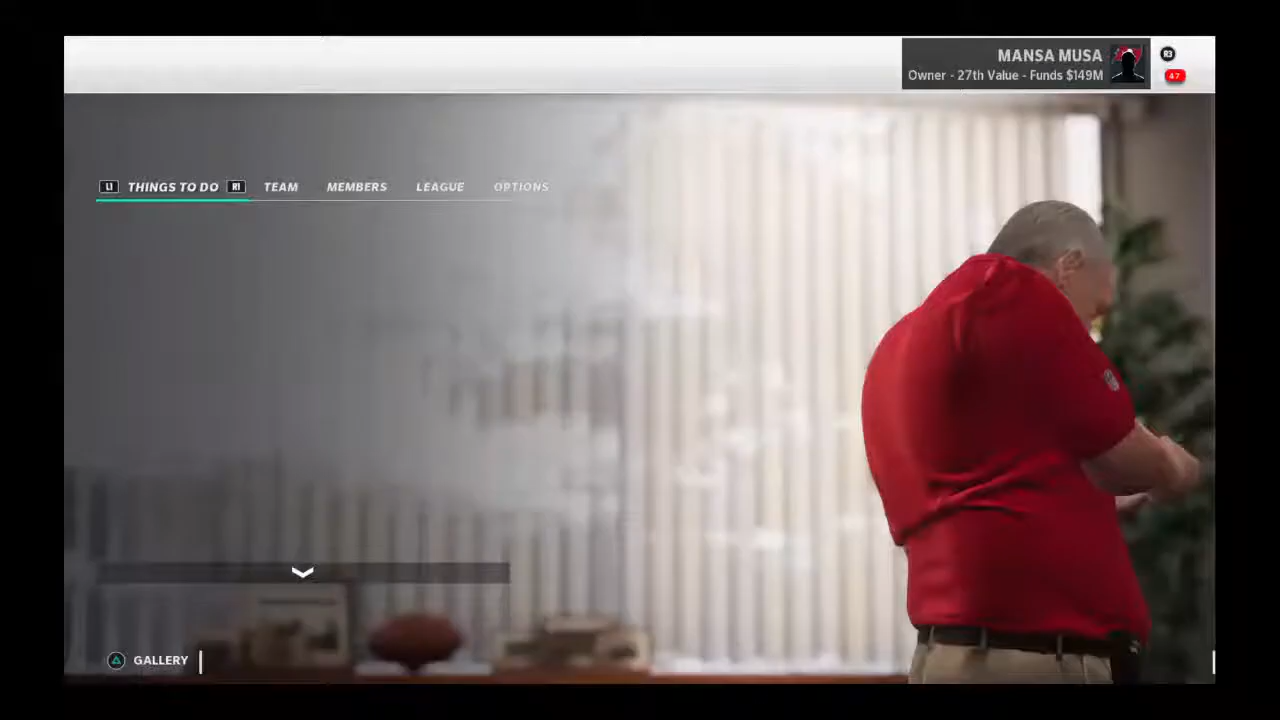 MANSA MUSA
Owner - 27th Value - Funds $149M
R3
47
L1 THINGS TO DO R1 TEAM MEMBERS LEAGUE OPTIONS
GALLERY